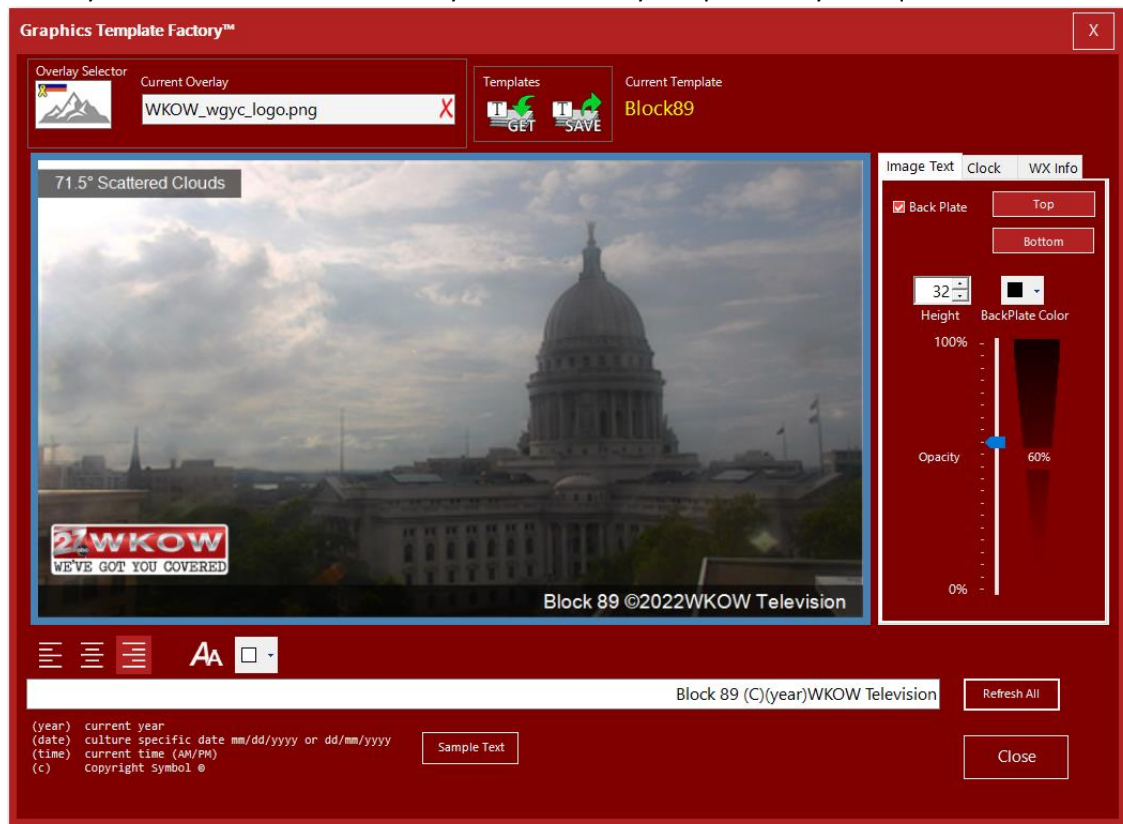 Graphics Template Factory™
X
Overlay Selector
Current Overlay
WKOW_wgyc_logo.png
X
Templates
T GET
T SAVE
Current Template
Block89
71.5° Scattered Clouds
27 WKOW
abc
WE'VE GOT YOU COVERED
Block 89 ©2022WKOW Television
Image Text Clock WX Info
Back Plate
Top
Bottom
32
Height BackPlate Color
100%
Opacity
60%
0%
AA
Block 89 (C)(year)WKOW Television
Refresh All
(year) current year
(date) culture specific date mm/dd/yyyy or dd/mm/yyyy
(time) current time (AM/PM)
(c) Copyright Symbol ©
Sample Text
Close